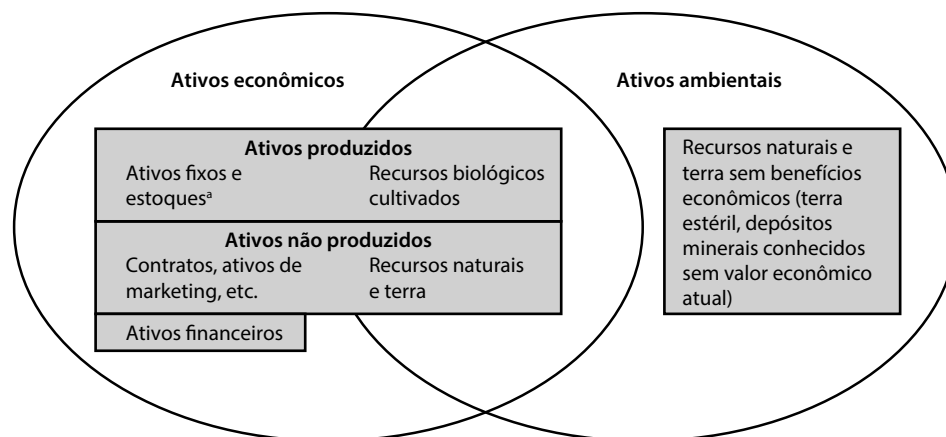 Ativos econômicos
Ativos ambientais
Ativos produzidos
Ativos fixos e
estoquesᵃ
Recursos biológicos
cultivados
Ativos não produzidos
Contratos, ativos de
marketing, etc.
Recursos naturais
e terra
Ativos financeiros
Recursos naturais e
terra sem benefícios
econômicos (terra
estéril, depósitos
minerais conhecidos
sem valor econômico
atual)